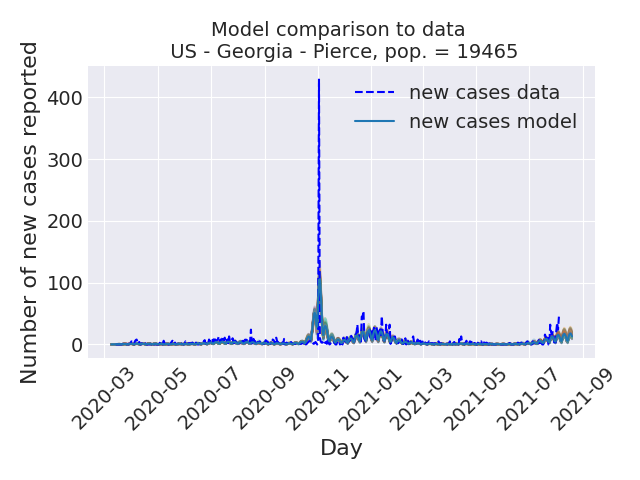 Model comparison to data
US - Georgia - Pierce, pop. = 19465
Number of new cases reported
400
300
200
100
0
new cases data
new cases model
2020-03
2020-05
2020-07
2020-09
2020-11
2021-01
2021-03
2021-05
2021-07
2021-09
Day